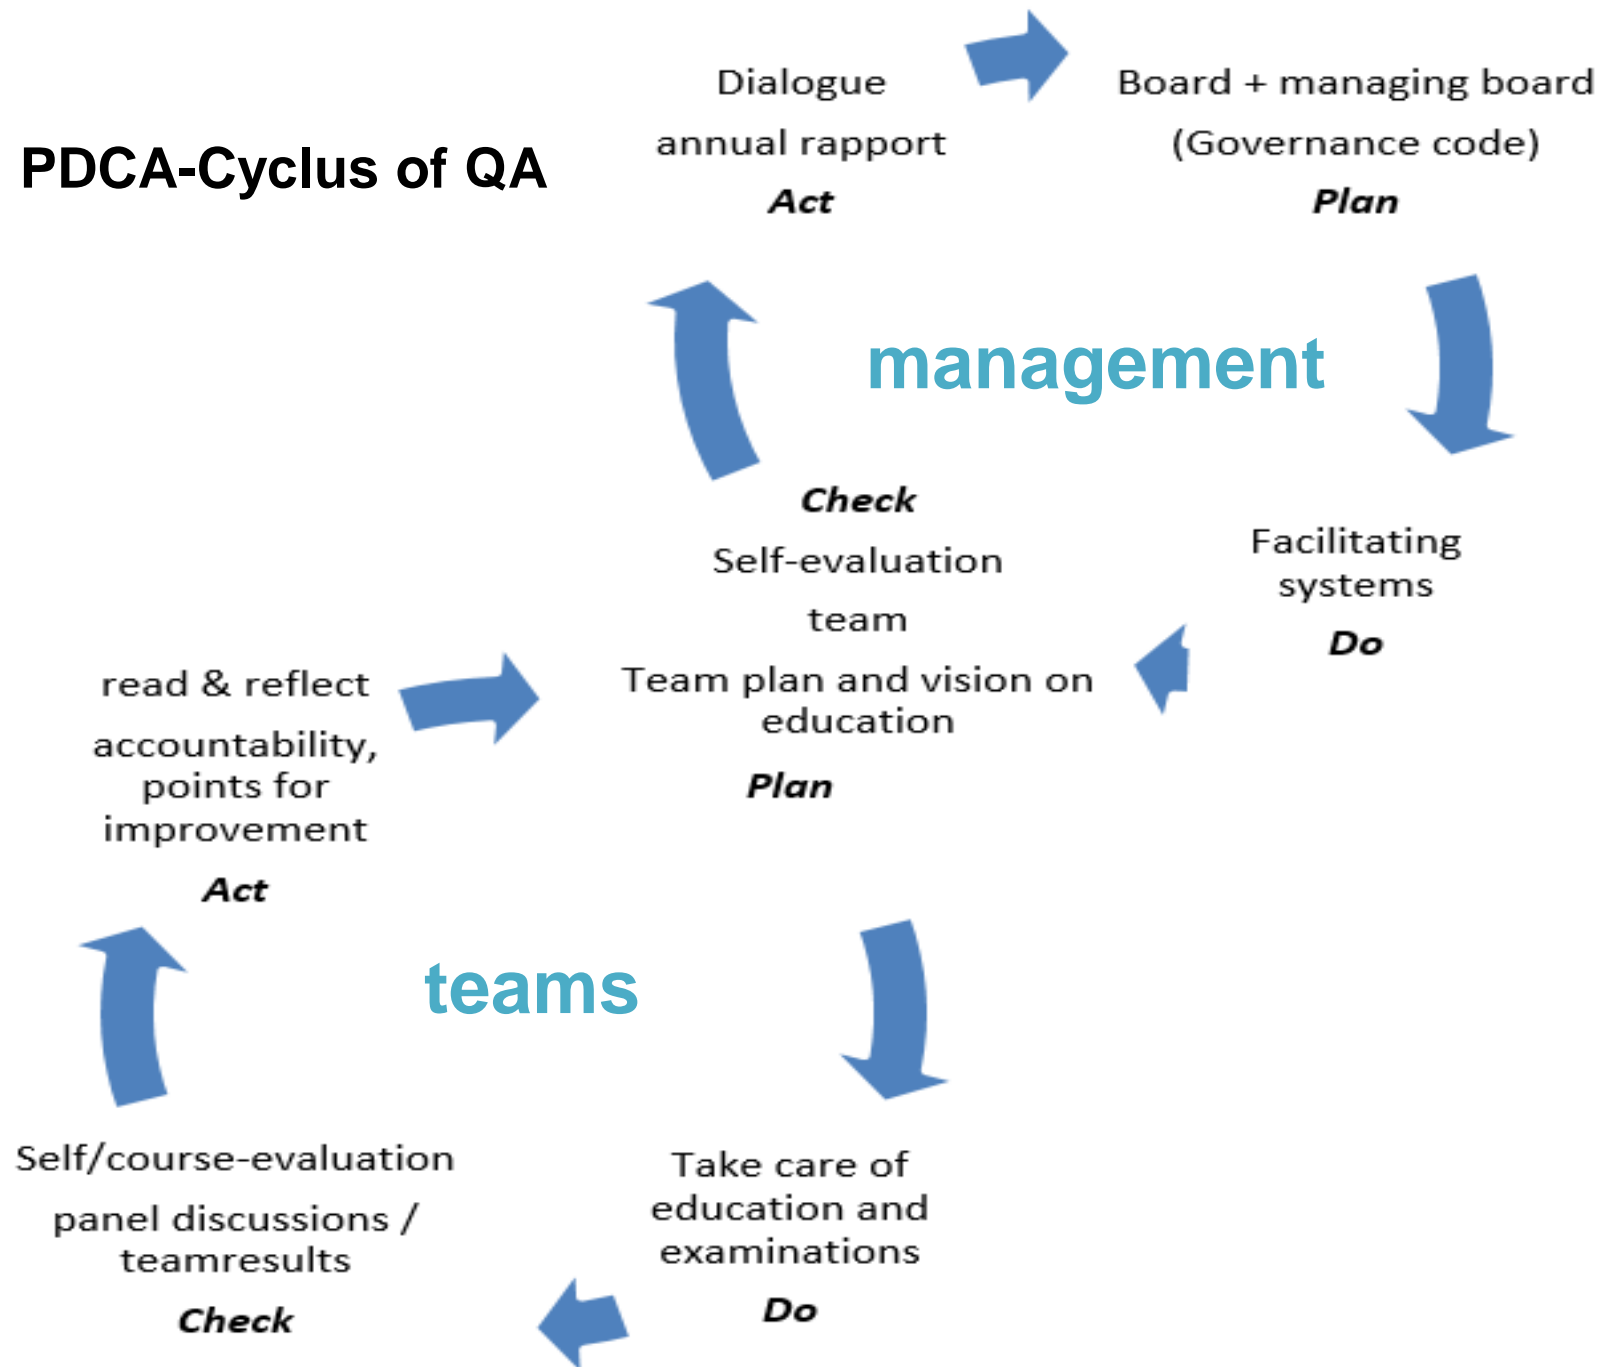 PDCA-Cyclus of QA
Dialogue
annual rapport
Act
Board + managing board
(Governance code)
Plan
management
Check
Self-evaluation
team
Team plan and vision on
education
Plan
Facilitating
systems
Do
read & reflect
accountability,
points for
improvement
Act
teams
Self/course-evaluation
panel discussions /
teamresults
Check
Take care of
education and
examinations
Do